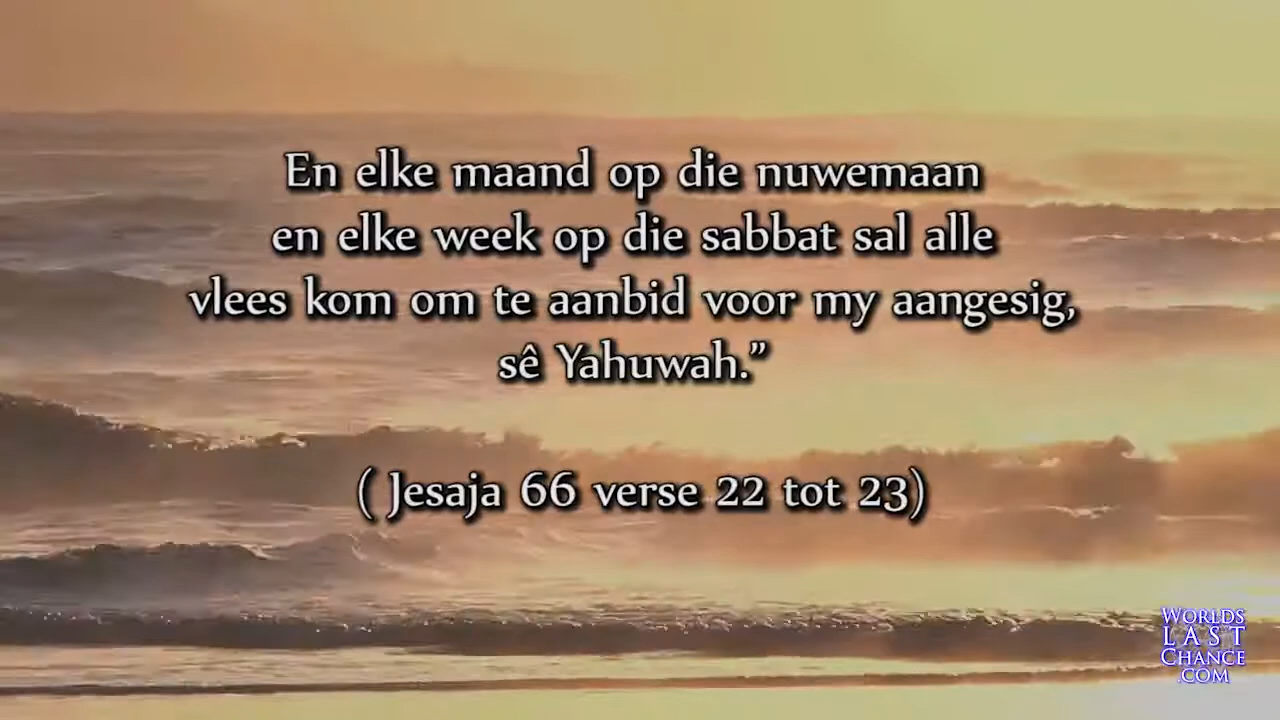 En elke maand op die nuwemaan
en elke week op die sabbat sal alle
vlees kom om te aanbid voor my aangesig,
sê Yahuwah.”
( Jesaja 66 verse 22 tot 23)
WORLDS
LAST
CHANCE
.COM